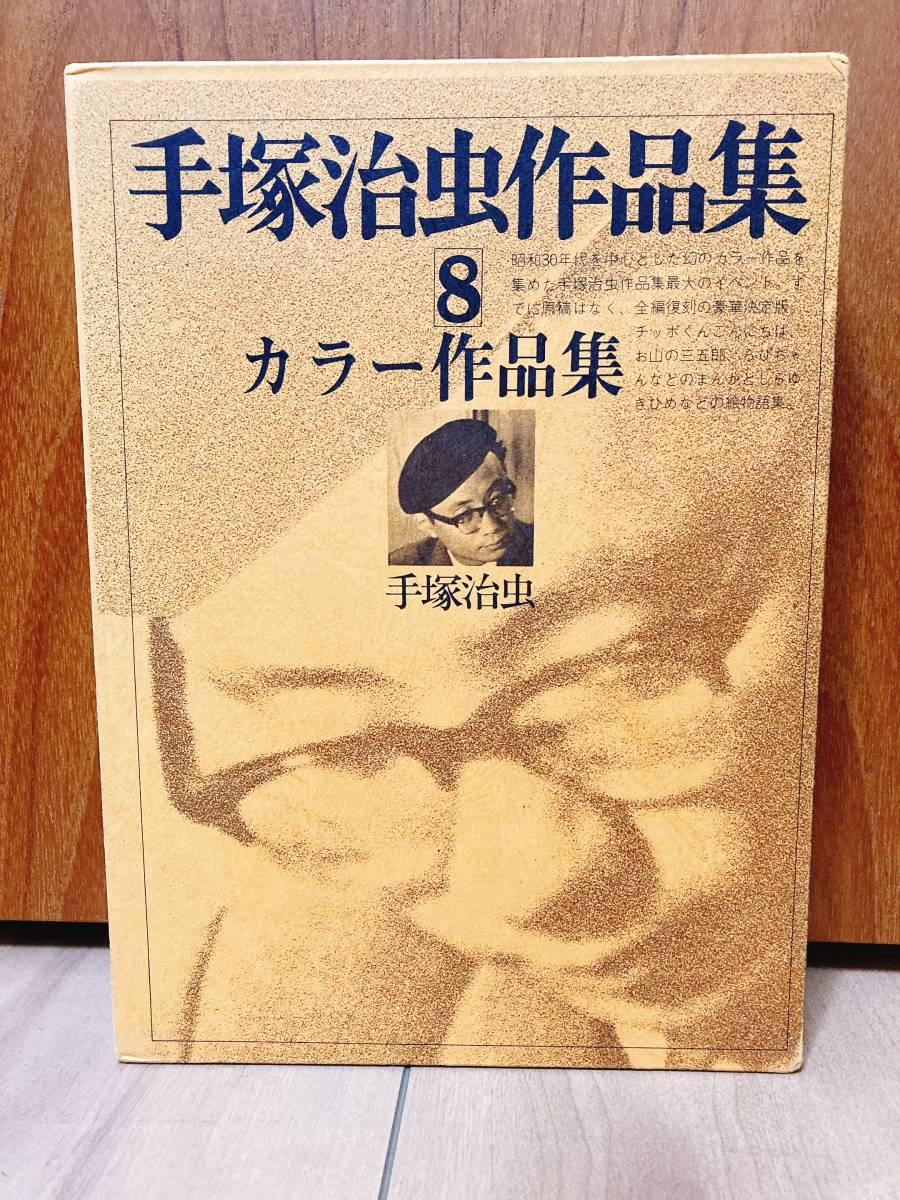 手塚治虫作品集
8
カラー作品集
昭和30年代を中心とした幻のカラー作品を
集めた手塚治虫作品集最大のイベント。す
でに原稿はなく、全編復刻の豪華決定版。
チッポくんこんにちは、
お山の三五郎、らびちゃ
んなどのまんがとしらゆ
きひめなどの絵物語集。
手塚治虫